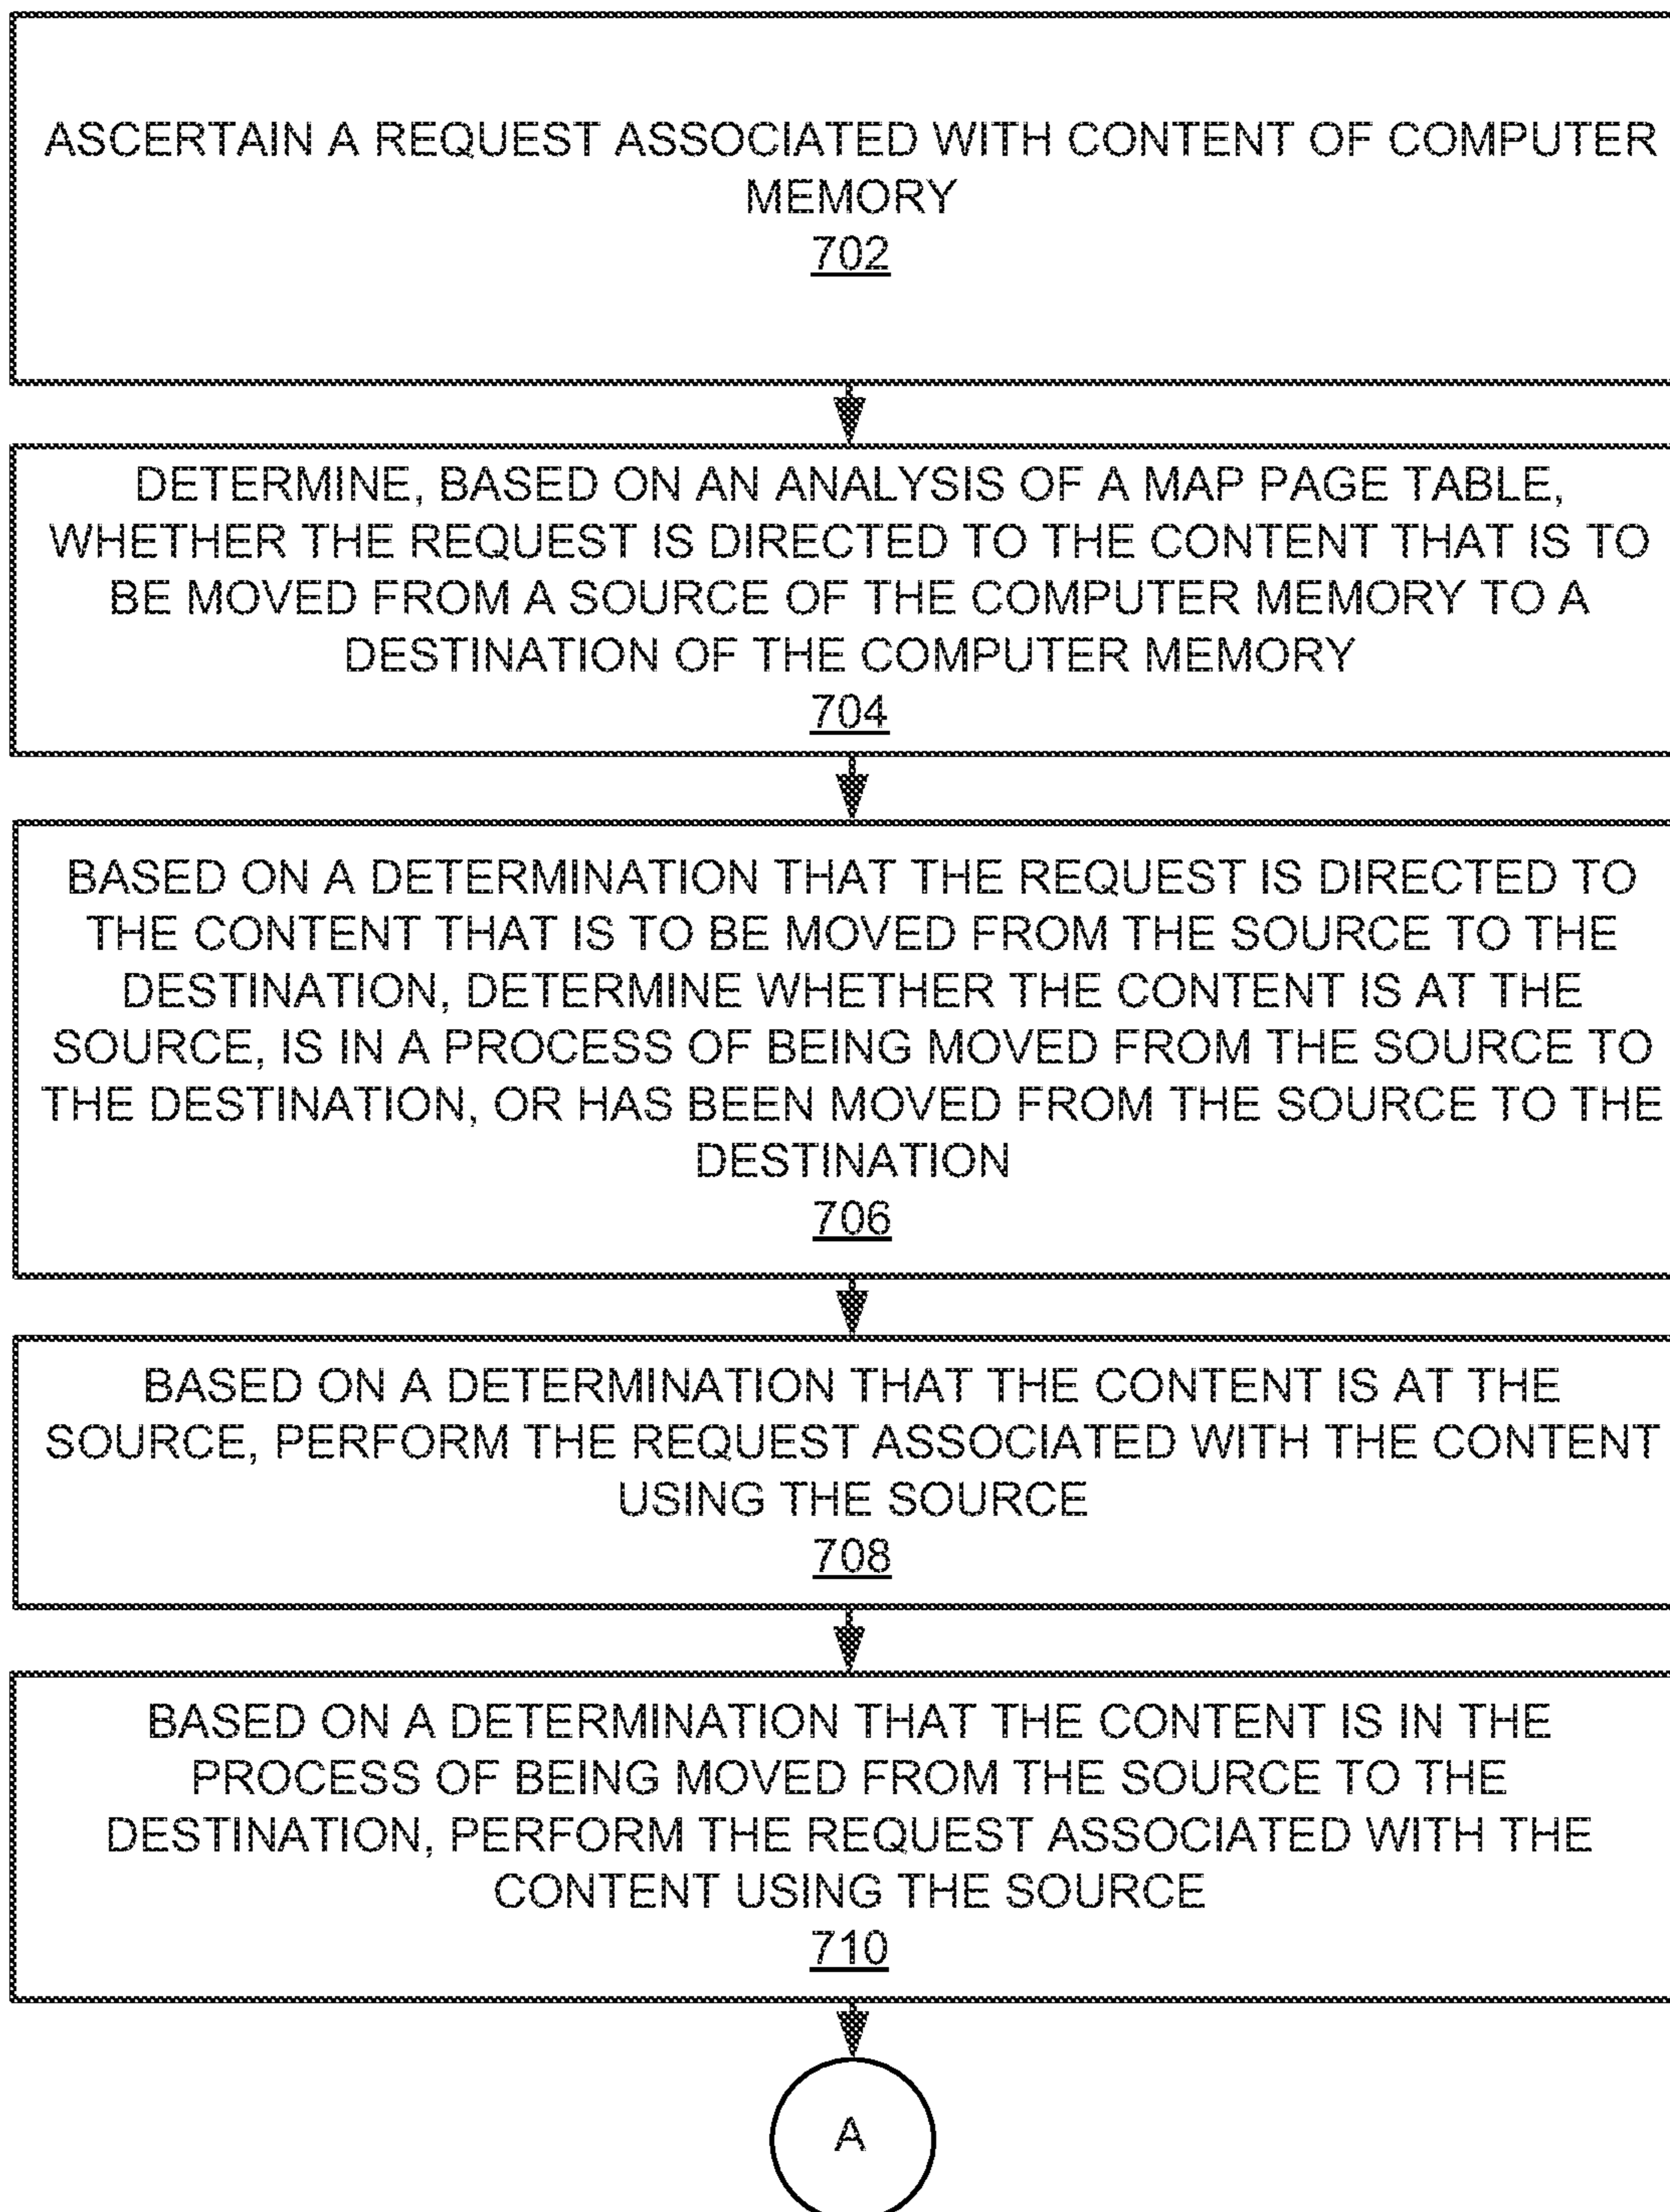 ASCERTAIN A REQUEST ASSOCIATED WITH CONTENT OF COMPUTER
MEMORY
702
DETERMINE, BASED ON AN ANALYSIS OF A MAP PAGE TABLE,
WHETHER THE REQUEST IS DIRECTED TO THE CONTENT THAT IS TO
BE MOVED FROM A SOURCE OF THE COMPUTER MEMORY TO A
DESTINATION OF THE COMPUTER MEMORY
704
BASED ON A DETERMINATION THAT THE REQUEST IS DIRECTED TO
THE CONTENT THAT IS TO BE MOVED FROM THE SOURCE TO THE
DESTINATION, DETERMINE WHETHER THE CONTENT IS AT THE
SOURCE, IS IN A PROCESS OF BEING MOVED FROM THE SOURCE TO
THE DESTINATION, OR HAS BEEN MOVED FROM THE SOURCE TO THE
DESTINATION
706
BASED ON A DETERMINATION THAT THE CONTENT IS AT THE
SOURCE, PERFORM THE REQUEST ASSOCIATED WITH THE CONTENT
USING THE SOURCE
708
BASED ON A DETERMINATION THAT THE CONTENT IS IN THE
PROCESS OF BEING MOVED FROM THE SOURCE TO THE
DESTINATION, PERFORM THE REQUEST ASSOCIATED WITH THE
CONTENT USING THE SOURCE
710
A